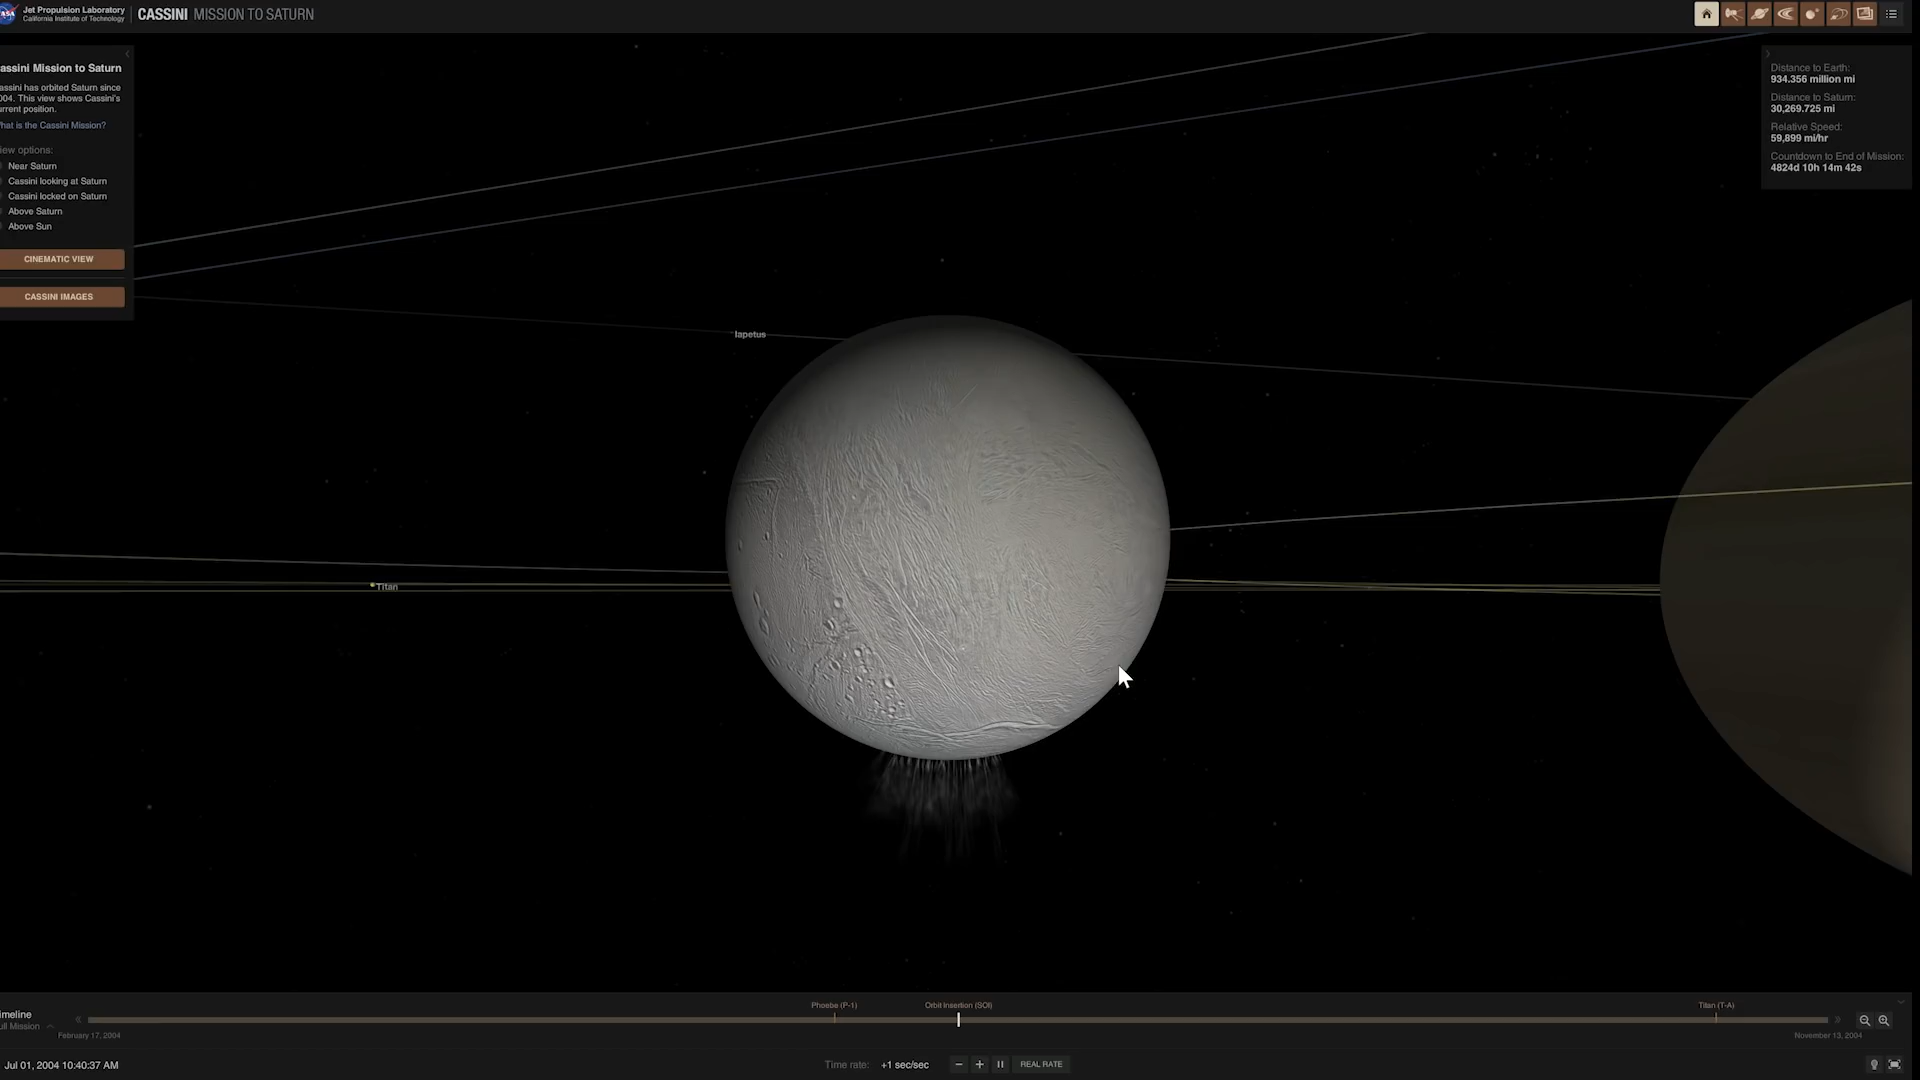 Jet Propulsion Laboratory
California Institute of Technology
CASSINI MISSION TO SATURN
assini Mission to Saturn
assini has orbited Saturn since
004. This view shows Cassini's
urrent position.
hat is the Cassini Mission?
iew options:
Near Saturn
Cassini looking at Saturn
Cassini locked on Saturn
Above Saturn
Above Sun
CINEMATIC VIEW
CASSINI IMAGES
Distance to Earth:
934.356 million mi
Distance to Saturn:
30,269.725 mi
Relative Speed:
59,899 mi/hr
Countdown to End of Mission:
4824d 10h 14m 42s
Iapetus
Titan
imeline
ull Mission
Phoebe (P-1)
Orbit Insertion (SOI)
Titan (T-A)
February 17, 2004
November 13, 2004
Jul 01, 2004 10:40:37 AM
Time rate: +1 sec/sec
REAL RATE